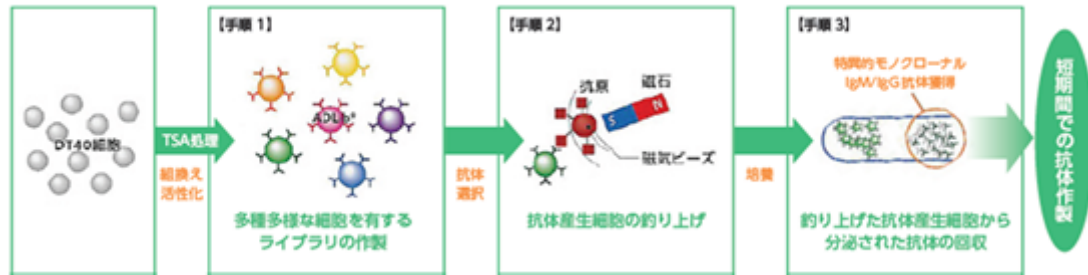 DT40細胞
TSA処理
組換え
活性化
【手順 1】
ADLib®
多種多様な細胞を有する
ライブラリの作製
抗体
選択
【手順 2】
抗原
磁石
S
N
磁気ビーズ
抗体産生細胞の釣り上げ
培養
【手順 3】
特異的モノクローナル
IgM/IgG 抗体獲得
釣り上げた抗体産生細胞から
分泌された抗体の回収
短期間での抗体作製